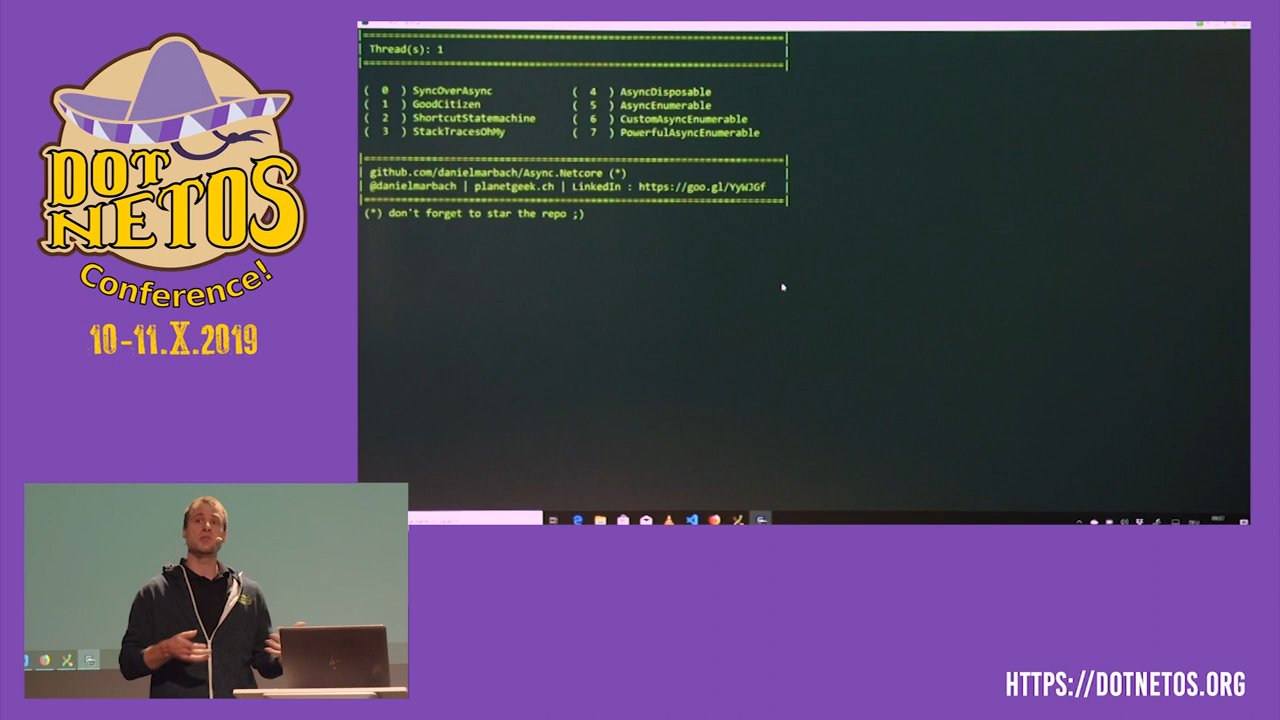 DOT
NETOS
Conference!
10-11.X.2019
Thread(s): 1
( 0 ) SyncOverAsync ( 4 ) AsyncDisposable
( 1 ) GoodCitizen ( 5 ) AsyncEnumerable
( 2 ) ShortcutStatemachine ( 6 ) CustomAsyncEnumerable
( 3 ) StackTracesOhMy ( 7 ) PowerfulAsyncEnumerable
github.com/danielmarbach/Async.Netcore (*)
@danielmarbach | planetgeek.ch | LinkedIn : https://goo.gl/YyWJGf
(*) don't forget to star the repo ;)
HTTPS://DOTNETOS.ORG